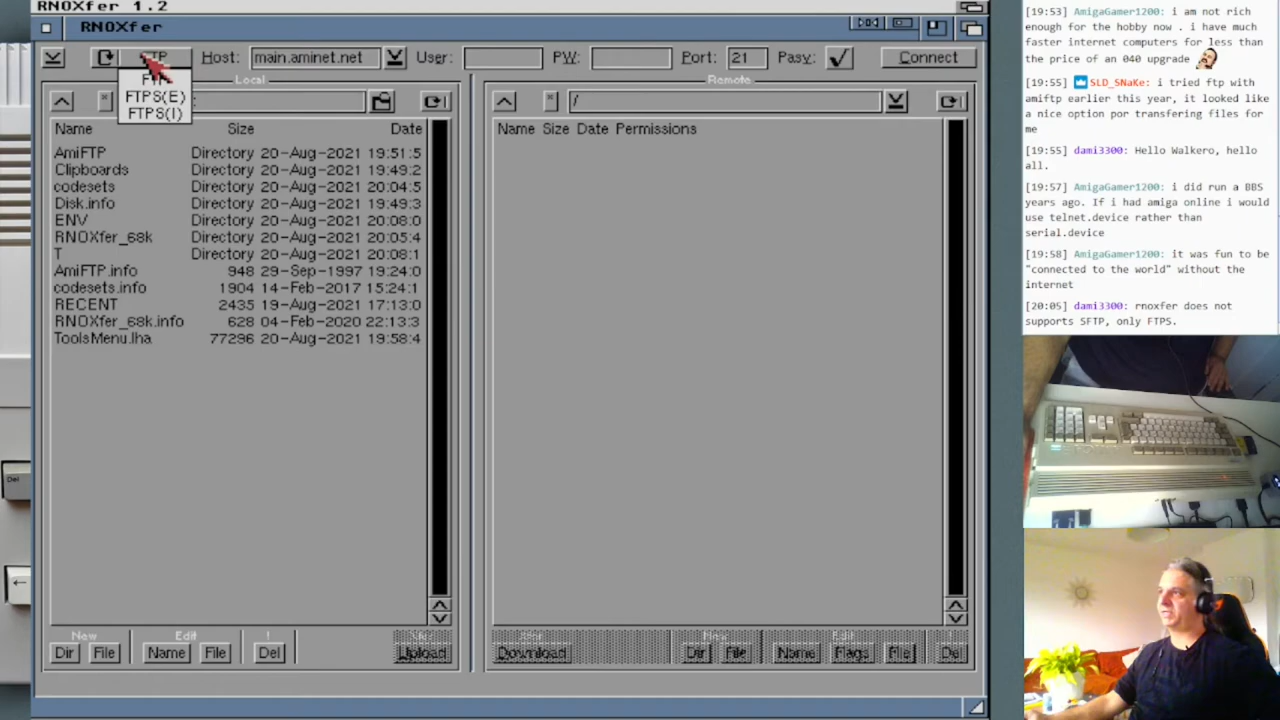 RNOXfer 1.2
RNOXfer
Host: main.aminet.net User: PW: Port: 21 Pasv: Connect
FTPS(E)
FTPS(I)
Local
Remote
/
Name Size Date
Name Size Date Permissions
AmiFTP Directory 20-Aug-2021 19:51:5
Clipboards Directory 20-Aug-2021 19:49:2
codesets Directory 20-Aug-2021 20:04:5
Disk.info Directory 20-Aug-2021 19:49:3
ENV Directory 20-Aug-2021 20:08:0
RNOXfer_68k Directory 20-Aug-2021 20:05:4
T Directory 20-Aug-2021 20:08:1
AmiFTP.info 948 29-Sep-1997 19:24:0
codesets.info 1904 14-Feb-2017 15:24:1
RECENT 2435 19-Aug-2021 17:13:0
RNOXfer_68k.info 628 04-Feb-2020 22:13:3
ToolsMenu.lha 77296 20-Aug-2021 19:58:4
New Edit ! Xfer
Dir File Name File Del Upload
Xfer New Edit !
Download Dir File Name Flags File Del
[19:53] AmigaGamer1200: i am not rich
enough for the hobby now . i have much
faster internet computers for less than
the price of an 040 upgrade
[19:55] SLD_SNaKe: i tried ftp with
amiftp earlier this year, it looked like
a nice option por transfering files for
me
[19:55] dami3300: Hello Walkero, hello
all.
[19:57] AmigaGamer1200: i did run a BBS
years ago. If i had amiga online i would
use telnet.device rather than
serial.device
[19:58] AmigaGamer1200: it was fun to be
"connected to the world" without the
internet
[20:05] dami3300: rnoxfer does not
supports SFTP, only FTPS.
Del